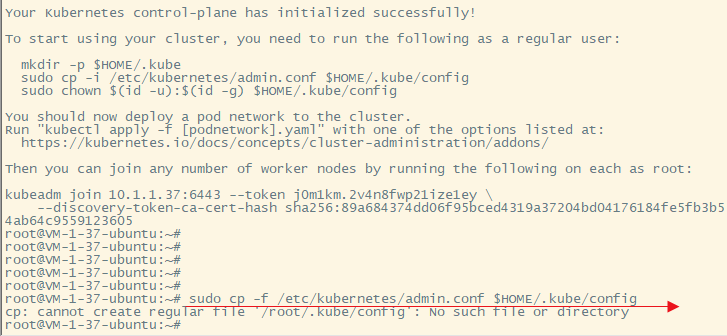 Your Kubernetes control-plane has initialized successfully!
To start using your cluster, you need to run the following as a regular user:
mkdir -p $HOME/.kube
sudo cp -i /etc/kubernetes/admin.conf $HOME/.kube/config
sudo chown $(id -u):$(id -g) $HOME/.kube/config
You should now deploy a pod network to the cluster.
Run "kubectl apply -f [podnetwork].yaml" with one of the options listed at:
https://kubernetes.io/docs/concepts/cluster-administration/addons/
Then you can join any number of worker nodes by running the following on each as root:
kubeadm join 10.1.1.37:6443 --token j0m1km.2v4n8fwp21ize1ey \
--discovery-token-ca-cert-hash sha256:89a684374dd06f95bced4319a37204bd04176184fe5fb3b5
4ab64c9559123605
root@VM-1-37-ubuntu:~#
root@VM-1-37-ubuntu:~#
root@VM-1-37-ubuntu:~#
root@VM-1-37-ubuntu:~#
root@VM-1-37-ubuntu:~#
root@VM-1-37-ubuntu:~# sudo cp -f /etc/kubernetes/admin.conf $HOME/.kube/config
cp: cannot create regular file '/root/.kube/config': No such file or directory
root@VM-1-37-ubuntu:~#